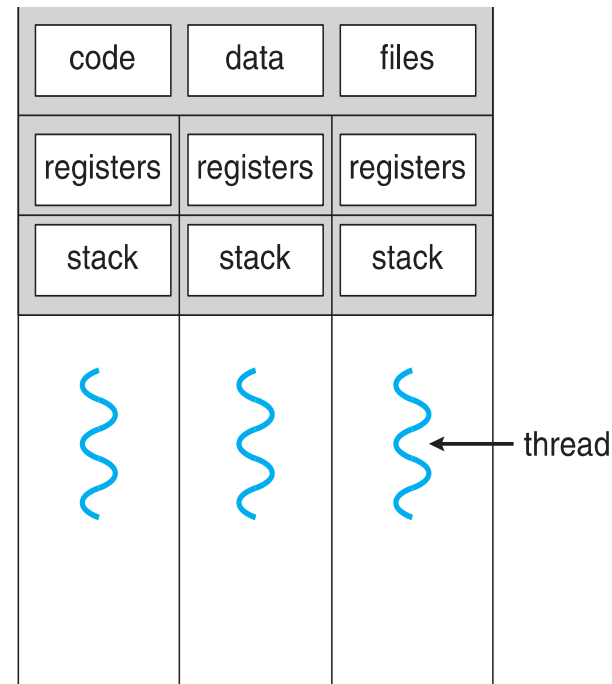 code data files
registers registers registers
stack stack stack
thread